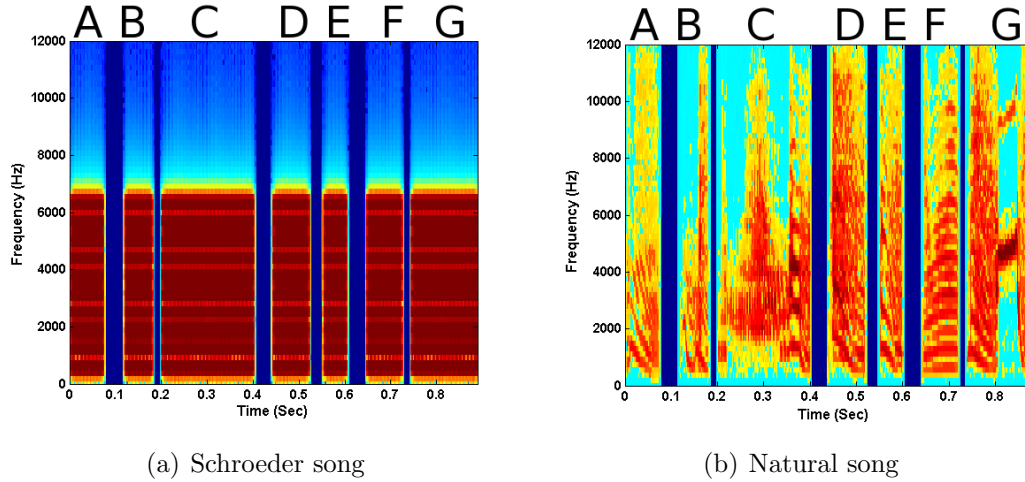 A B C D E F G
12000
10000
8000
6000
4000
2000
0
Frequency (Hz)
0 0.1 0.2 0.3 0.4 0.5 0.6 0.7 0.8
Time (Sec)
(a) Schroeder song
A B C D E F G
12000
10000
8000
6000
4000
2000
0
Frequency (Hz)
0 0.1 0.2 0.3 0.4 0.5 0.6 0.7 0.8
Time (Sec)
(b) Natural song